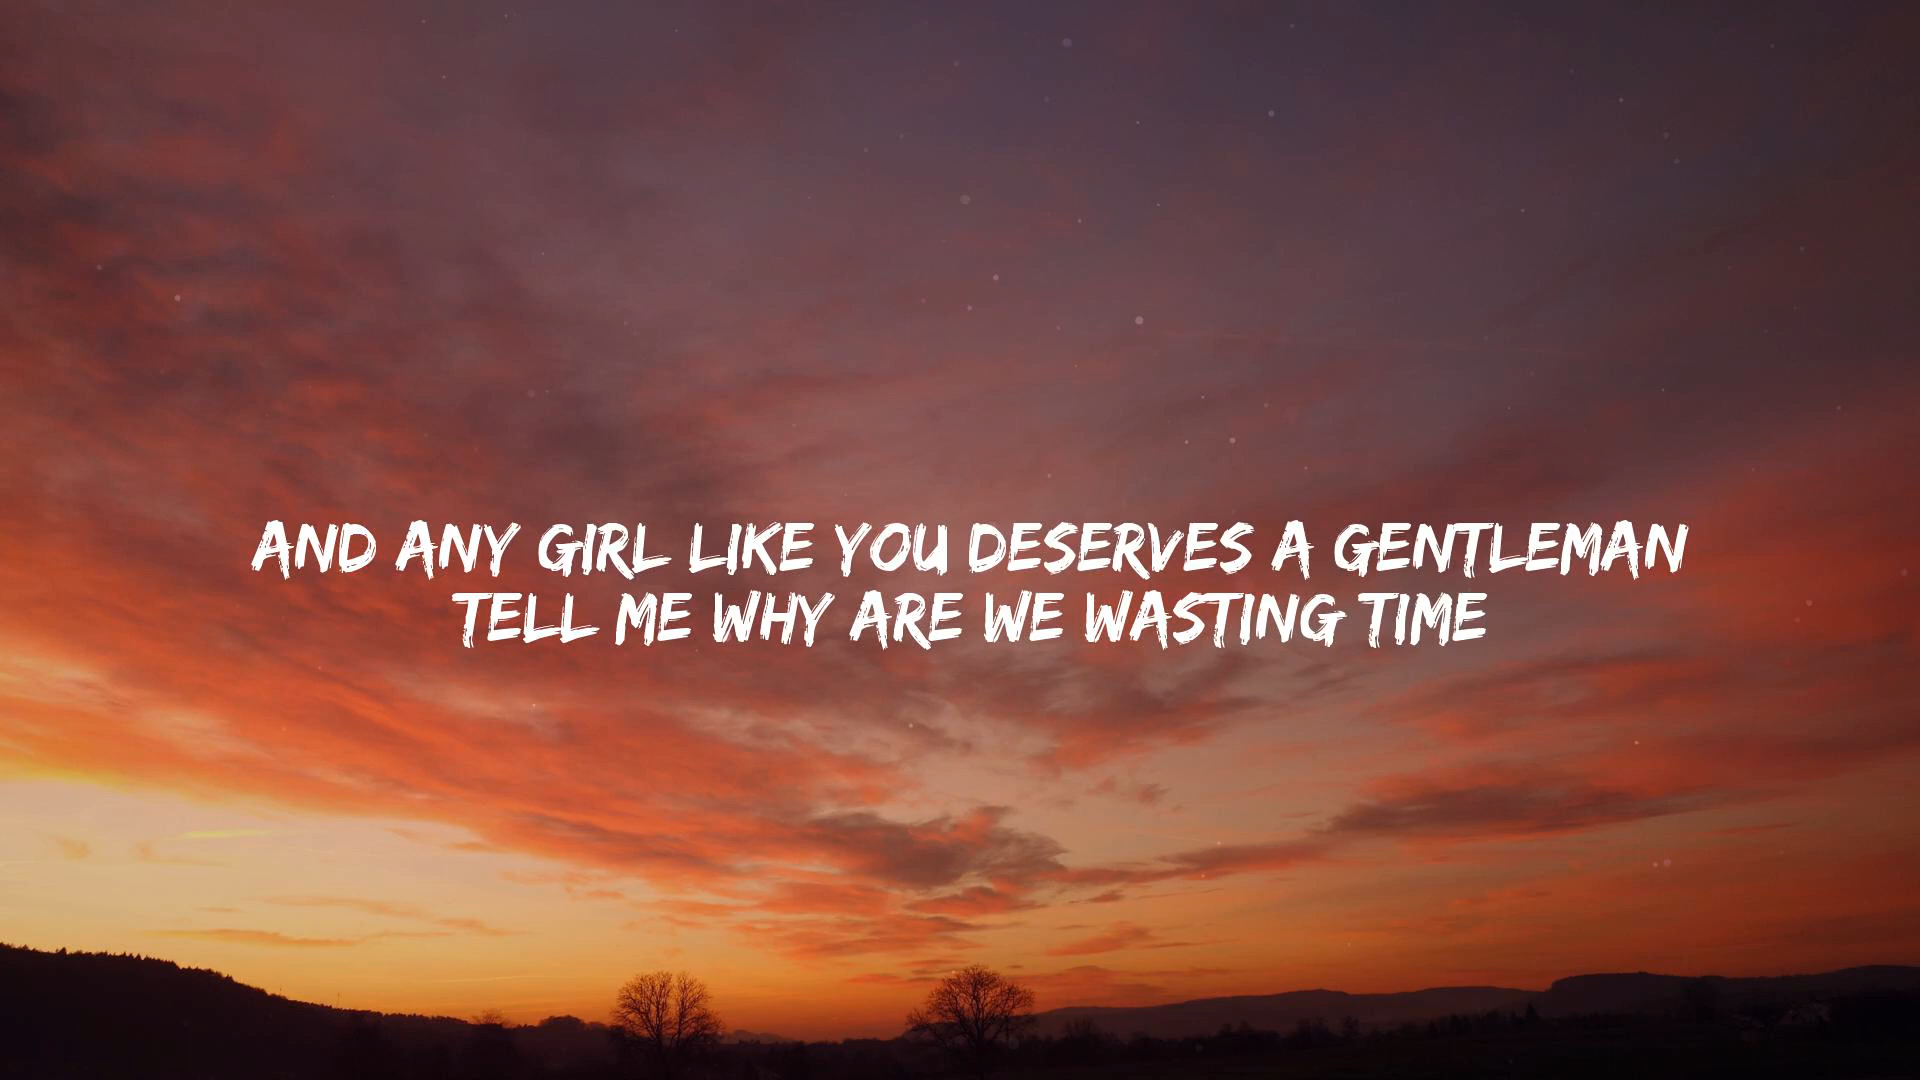 AND ANY GIRL LIKE YOU DESERVES A GENTLEMAN
TELL ME WHY ARE WE WASTING TIME